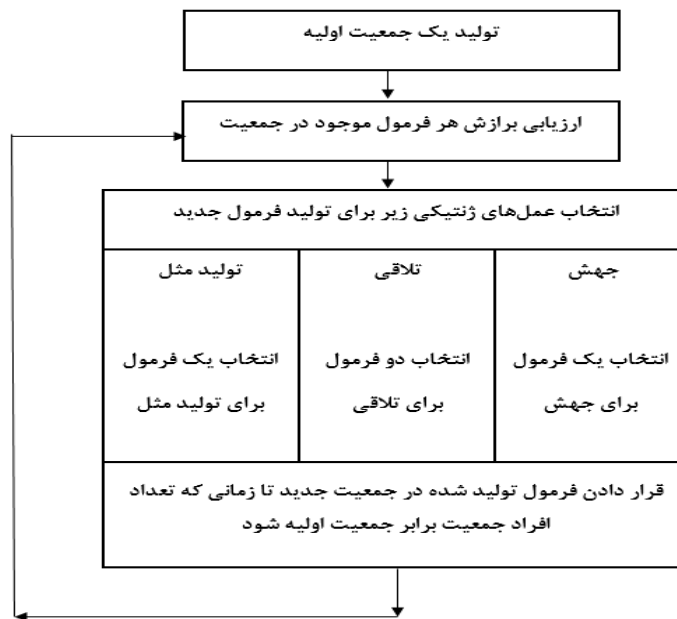 تولید یک جمعیت اولیه
ارزیابی برازش هر فرمول موجود در جمعیت
انتخاب عمل‌های ژنتیکی زیر برای تولید فرمول جدید
جهش
انتخاب یک فرمول
برای جهش
تلاقی
انتخاب دو فرمول
برای تلاقی
تولید مثل
انتخاب یک فرمول
برای تولید مثل
قرار دادن فرمول تولید شده در جمعیت جدید تا زمانی که تعداد
افراد جمعیت برابر جمعیت اولیه شود